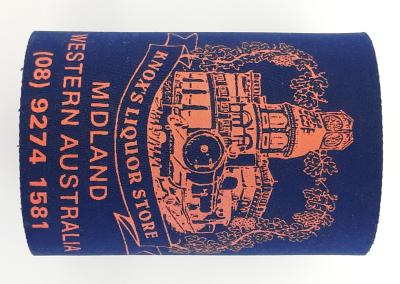 KNOX'S LIQUOR STORE
MIDLAND
WESTERN AUSTRALIA
(08) 9274 1581